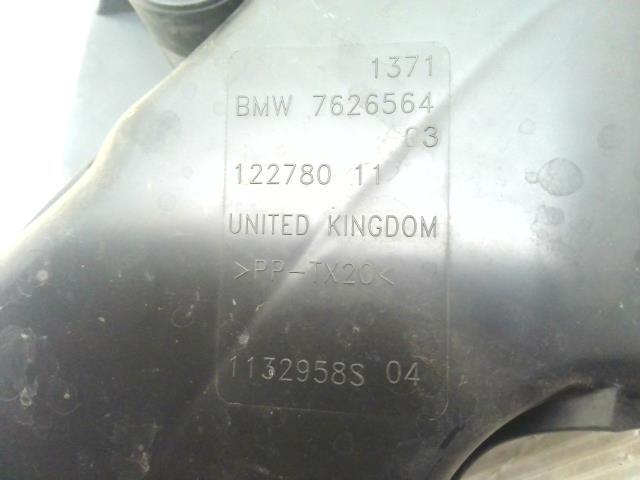 1371
BMW 7626564
03
122780 11
UNITED KINGDOM
>PP-TX20<
1132958S 04